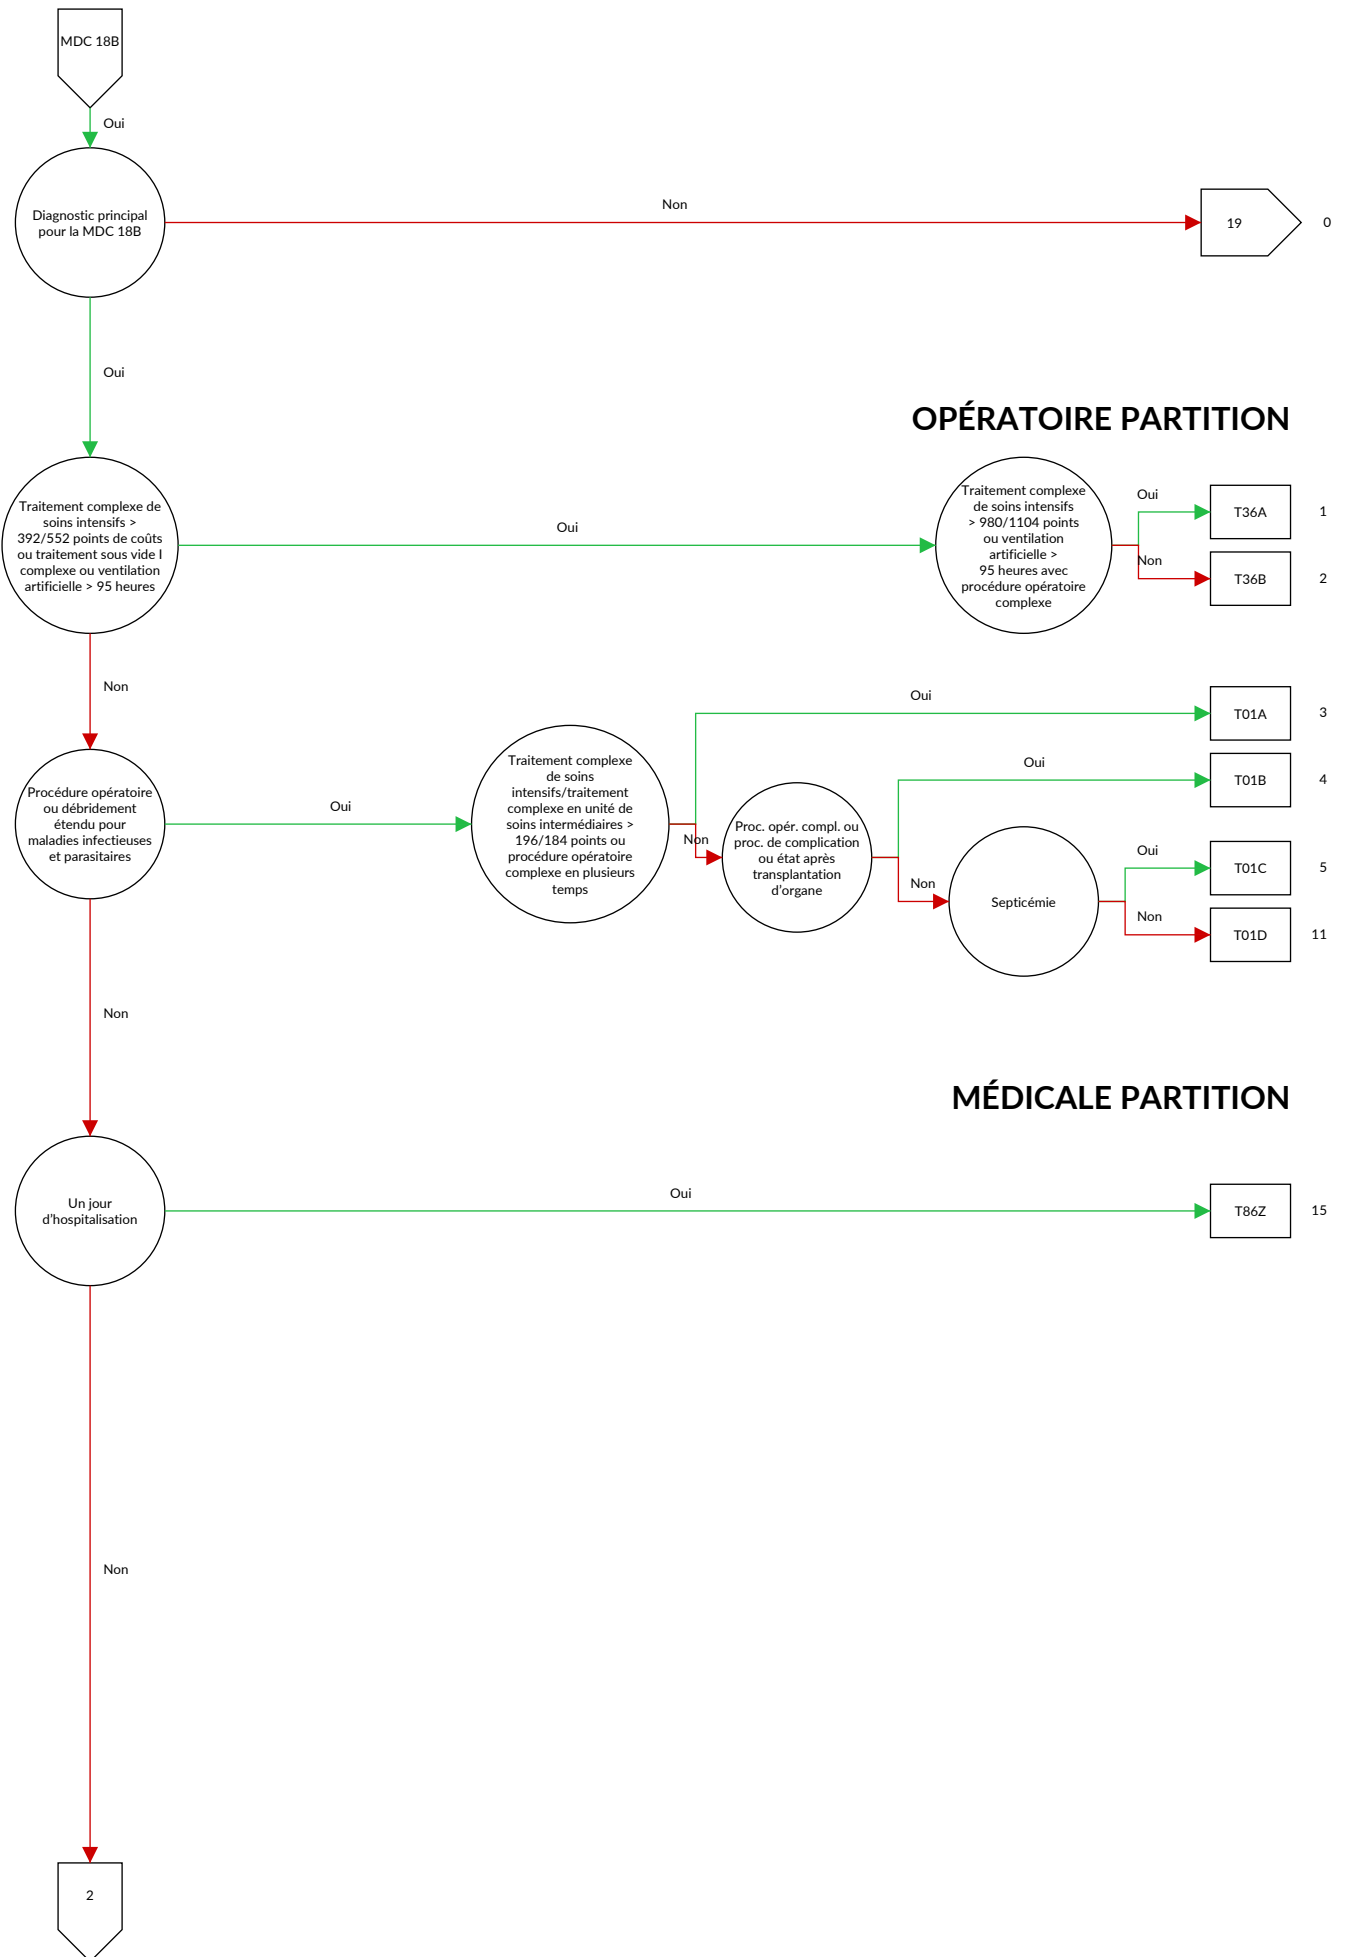 MDC 18B
Oui
Diagnostic principal
pour la MDC 18B
Non
19
0
Oui
OPÉRATOIRE PARTITION
Traitement complexe de
soins intensifs >
392/552 points de coûts
ou traitement sous vide I
complexe ou ventilation
artificielle > 95 heures
Oui
Traitement complexe
de soins intensifs
> 980/1104 points
ou ventilation
artificielle >
95 heures avec
procédure opératoire
complexe
Oui
T36A
1
Non
T36B
2
Non
Procédure opératoire
ou débridement
étendu pour
maladies infectieuses
et parasitaires
Oui
Traitement complexe
de soins
intensifs/traitement
complexe en unité de
soins intermédiaires >
196/184 points ou
procédure opératoire
complexe en plusieurs
temps
Oui
T01A
3
Non
Proc. opér. compl. ou
proc. de complication
ou état après
transplantation
d'organe
Oui
T01B
4
Non
Septicémie
Oui
T01C
5
Non
T01D
11
Non
MÉDICALE PARTITION
Un jour
d'hospitalisation
Oui
T86Z
15
Non
2